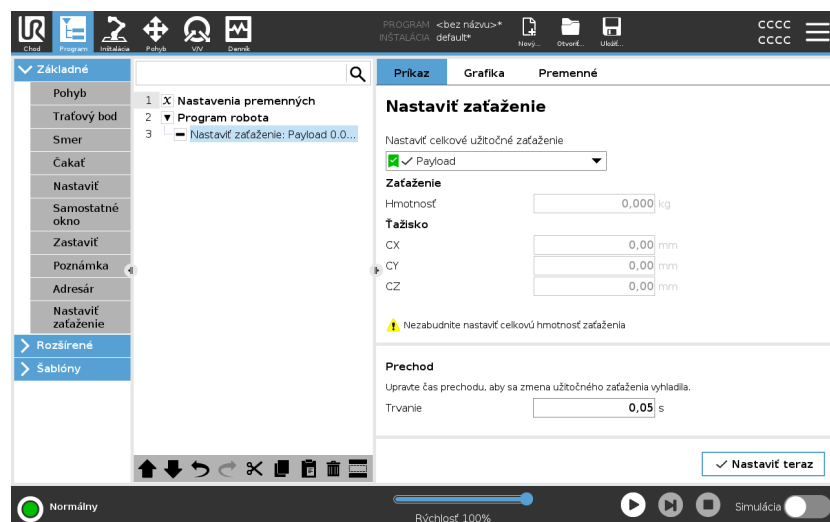 PROGRAM <bez názvu>*
INŠTALÁCIA default*
Chod
Program
Inštalácia
Pohyb
V/V
Denník
Nový...
Otvoriť...
Uložiť...
CCCC
CCCC
Základné
Pohyb
Traťový bod
Smer
Čakať
Nastaviť
Samostatné
okno
Zastaviť
Poznámka
Adresár
Nastaviť
zaťaženie
Rozšírené
Šablóny
1 X Nastavenia premenných
2 Program robota
3 Nastaviť zaťaženie: Payload 0.0...
Príkaz
Grafika
Premenné
Nastaviť zaťaženie
Nastaviť celkové užitočné zaťaženie
Payload
Zaťaženie
Hmotnosť 0,000 kg
Ťažisko
CX 0,00 mm
CY 0,00 mm
CZ 0,00 mm
Nezabudnite nastaviť celkovú hmotnosť zaťaženia
Prechod
Upravte čas prechodu, aby sa zmena užitočného zaťaženia vyhladila.
Trvanie 0,05 s
Nastaviť teraz
Normálny
Rýchlosť 100%
Simulácia